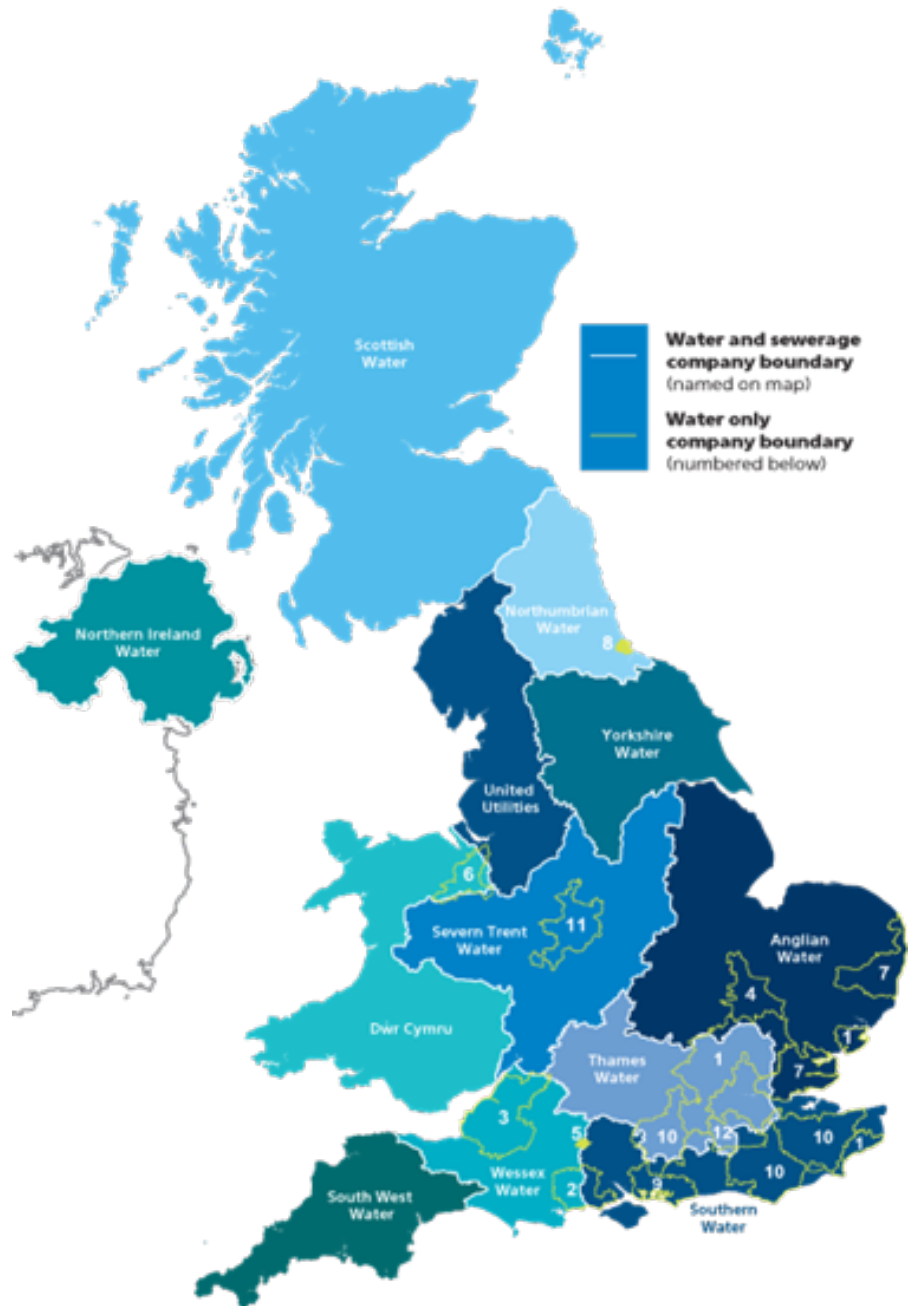 Scottish
Water
Water and sewerage
company boundary
(named on map)
Water only
company boundary
(numbered below)
Northumbrian
Water
8
Northern Ireland
Water
Yorkshire
Water
United
Utilities
6
Severn Trent
Water
11
Anglian
Water
7
4
Dŵr Cymru
1
Thames
Water
1
7
3
5
10
12
10
1
Wessex
Water
2
9
10
South West
Water
Southern
Water